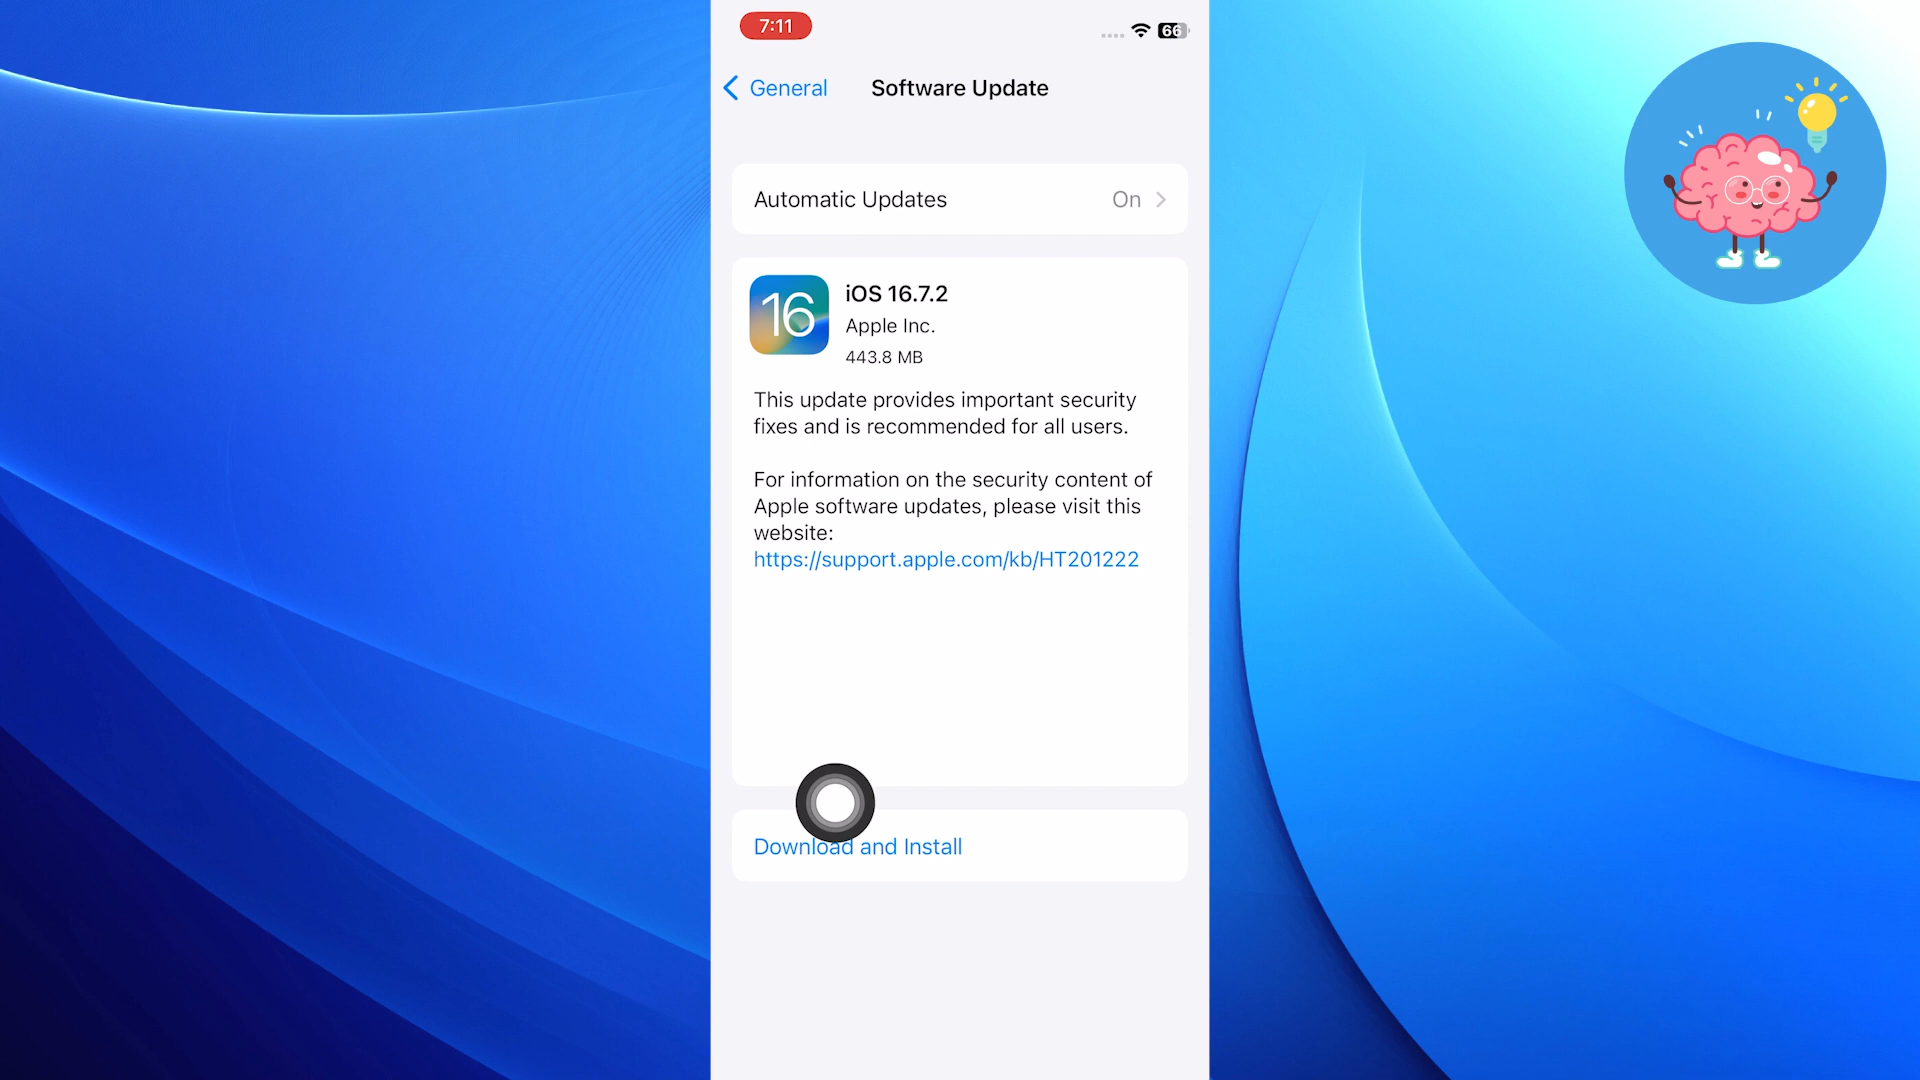 7:11
66
General
Software Update
Automatic Updates
On
16
iOS 16.7.2
Apple Inc.
443.8 MB
This update provides important security
fixes and is recommended for all users.
For information on the security content of
Apple software updates, please visit this
website:
https://support.apple.com/kb/HT201222
Download and Install